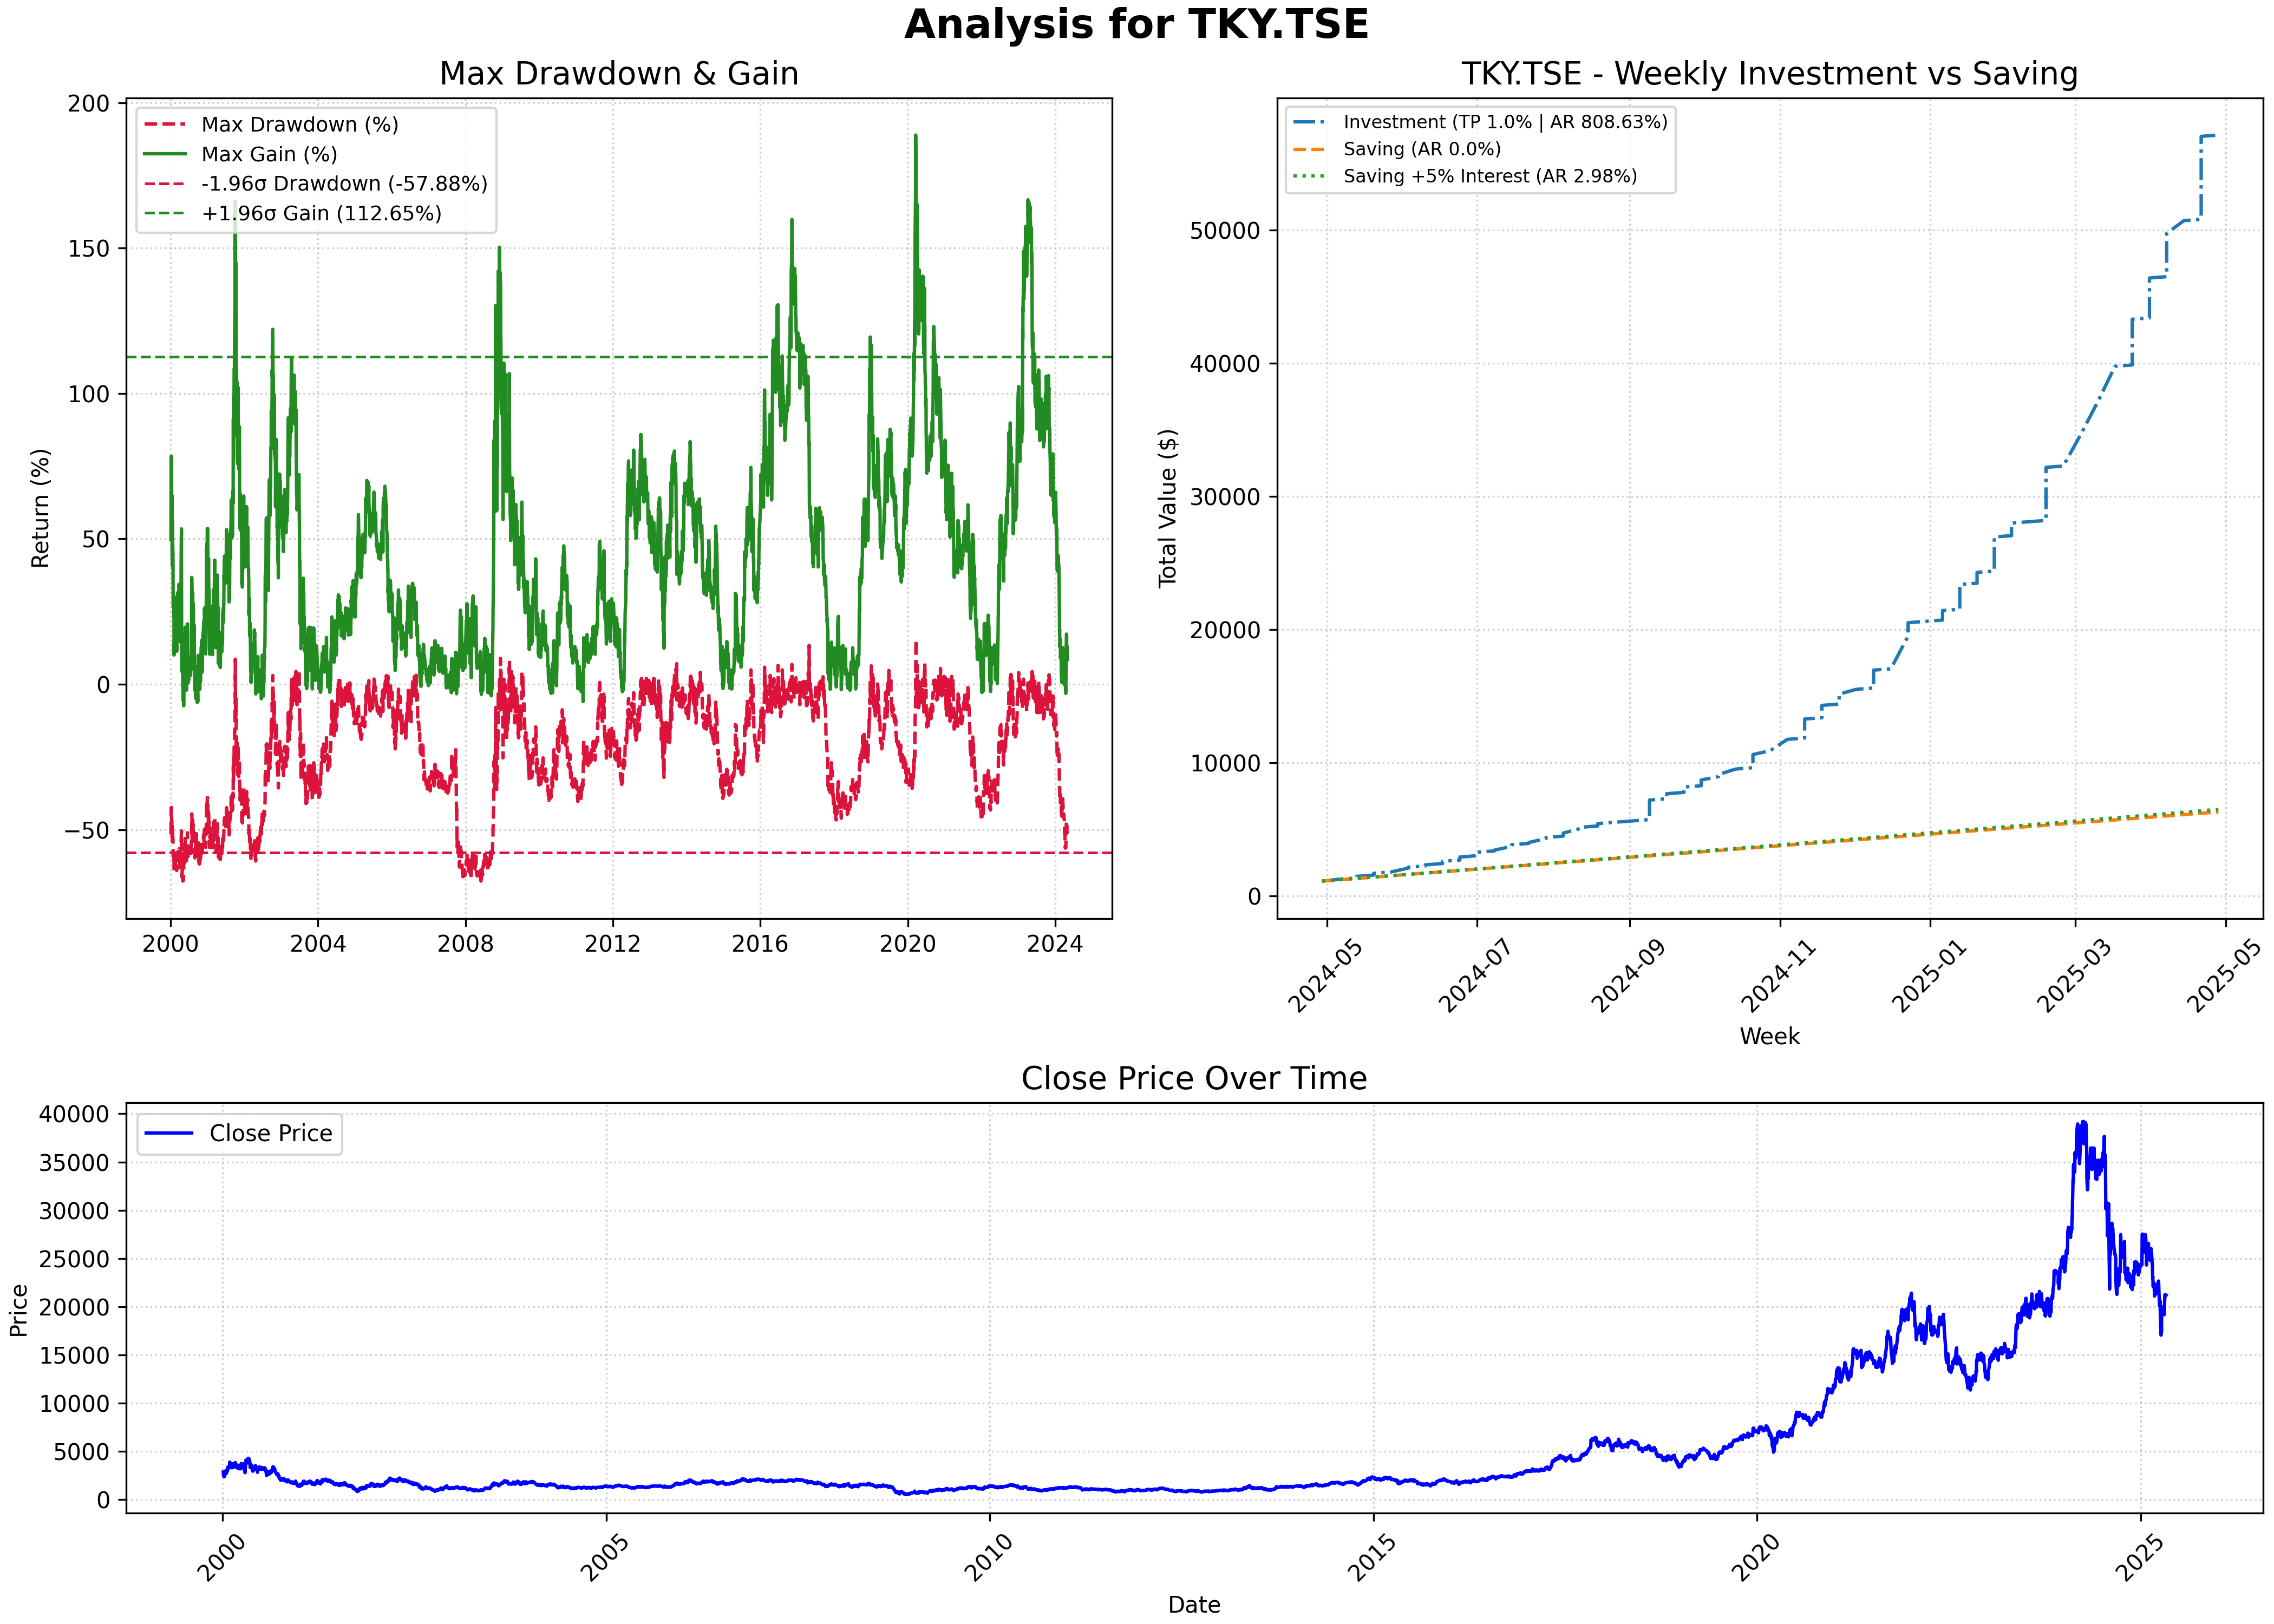 Analysis for TKY.TSE
Max Drawdown & Gain
Max Drawdown (%)
Max Gain (%)
-1.96σ Drawdown (-57.88%)
+1.96σ Gain (112.65%)
Return (%)
200
150
100
50
0
−50
2000
2004
2008
2012
2016
2020
2024
TKY.TSE - Weekly Investment vs Saving
Investment (TP 1.0% | AR 808.63%)
Saving (AR 0.0%)
Saving +5% Interest (AR 2.98%)
Total Value ($)
50000
40000
30000
20000
10000
0
2024-05
2024-07
2024-09
2024-11
2025-01
2025-03
2025-05
Week
Close Price Over Time
Close Price
Price
40000
35000
30000
25000
20000
15000
10000
5000
0
2000
2005
2010
2015
2020
2025
Date